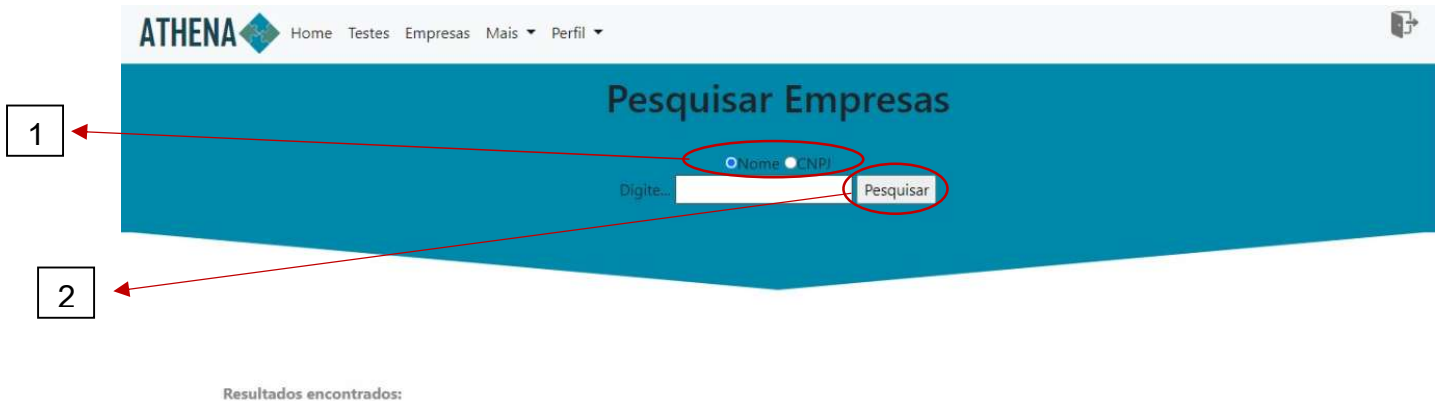 ATHENA Home Testes Empresas Mais Perfil
Pesquisar Empresas
1
Nome CNPJ
Digite... Pesquisar
2
Resultados encontrados: